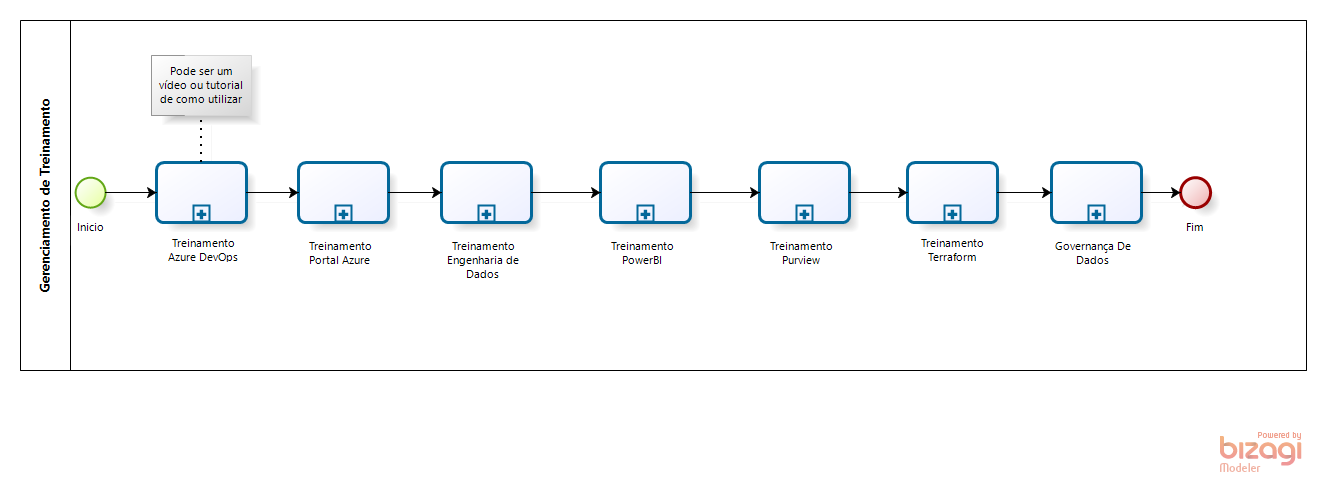 Gerenciamento de Treinamento
Pode ser um
vídeo ou tutorial
de como utilizar
Inicio
Treinamento
Azure DevOps
Treinamento
Portal Azure
Treinamento
Engenharia de
Dados
Treinamento
PowerBI
Treinamento
Purview
Treinamento
Terraform
Governança De
Dados
Fim
Powered by
bizagi
Modeler